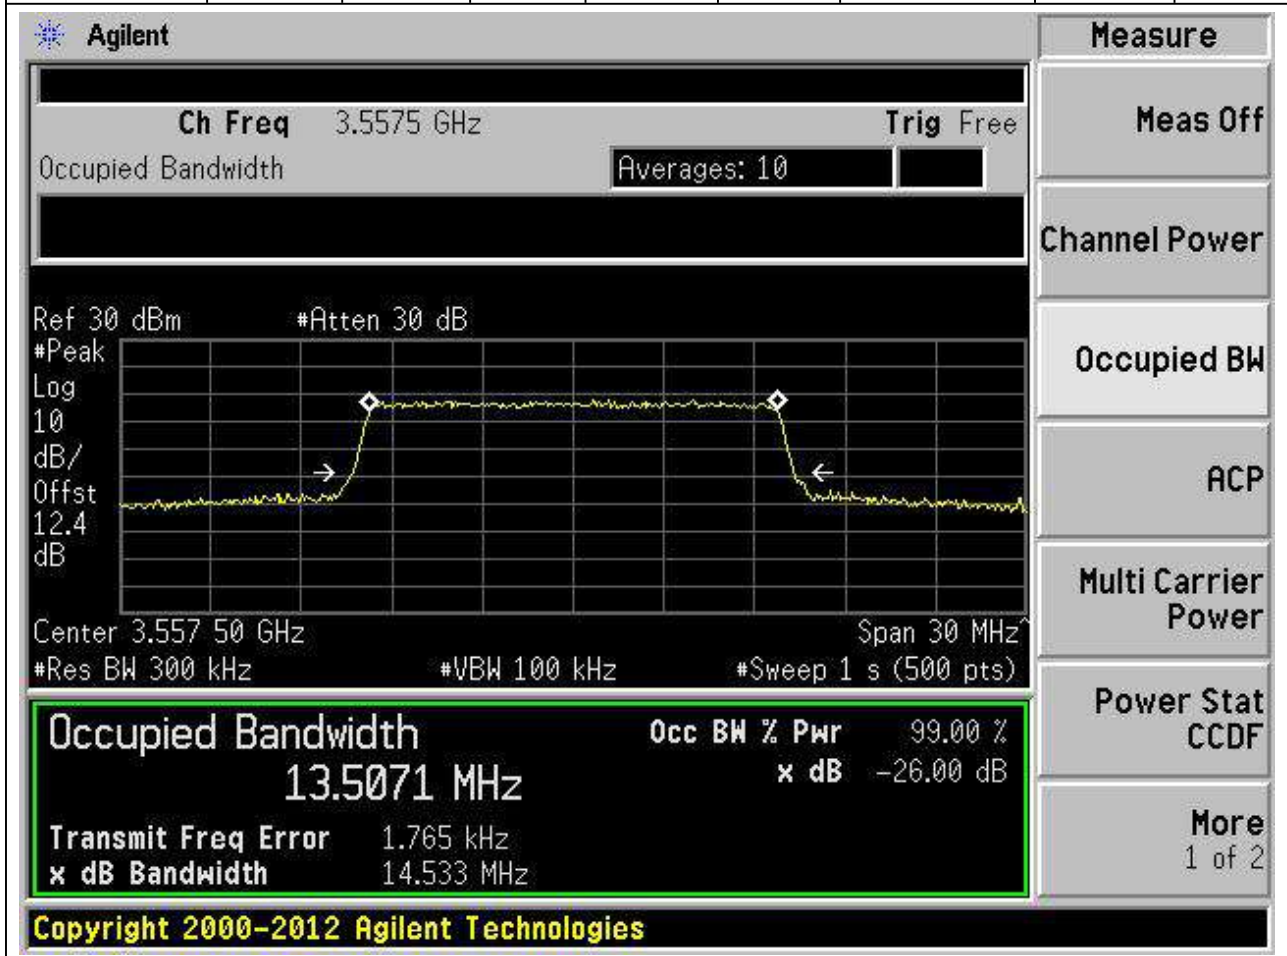 Agilent
Measure
Ch Freq 3.5575 GHz Trig Free
Meas Off
Occupied Bandwidth Averages: 10
Channel Power
Ref 30 dBm #Atten 30 dB
#Peak
Log
10
dB/
Offst
12.4
dB
Occupied BW
ACP
Center 3.557 50 GHz Span 30 MHz^
#Res BW 300 kHz #VBW 100 kHz #Sweep 1 s (500 pts)
Multi Carrier
Power
Occupied Bandwidth Occ BW % Pwr 99.00 %
13.5071 MHz x dB -26.00 dB
Power Stat
CCDF
Transmit Freq Error 1.765 kHz
x dB Bandwidth 14.533 MHz
More
1 of 2
Copyright 2000-2012 Agilent Technologies